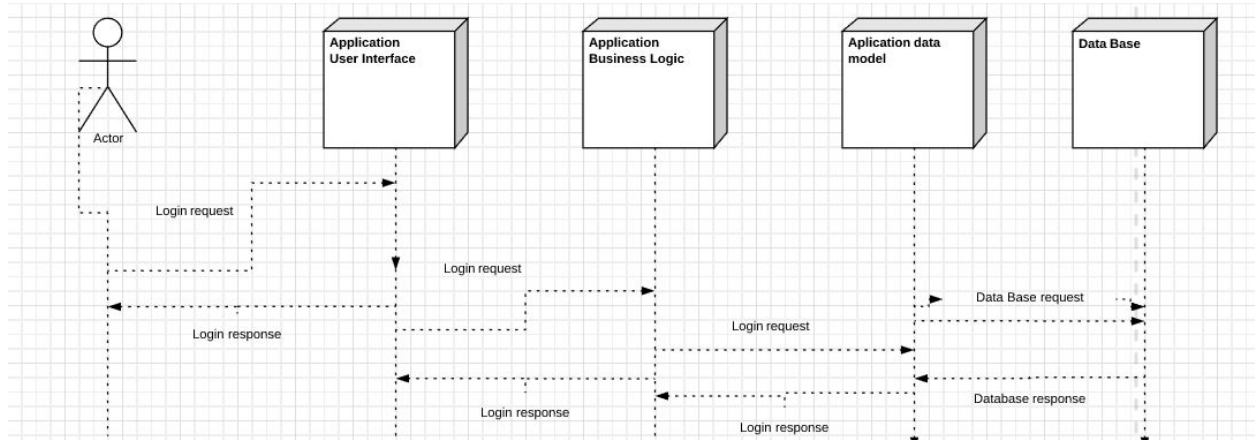 Application
User Interface
Application
Business Logic
Aplication data
model
Data Base
Actor
Login request
Login request
Data Base request
Login response
Login request
Database response
Login response
Login response